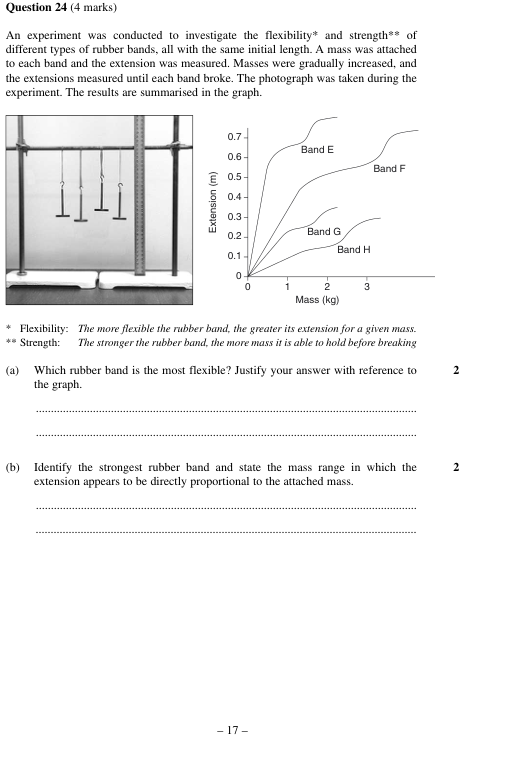 Question 24 (4 marks)
An experiment was conducted to investigate the flexibility* and strength** of
different types of rubber bands, all with the same initial length. A mass was attached
to each band and the extension was measured. Masses were gradually increased, and
the extensions measured until each band broke. The photograph was taken during the
experiment. The results are summarised in the graph.
Extension (m)
0.7
0.6
0.5
0.4
0.3
0.2
0.1
0
Band E
Band F
Band G
Band H
0 1 2 3
Mass (kg)
* Flexibility: The more flexible the rubber band, the greater its extension for a given mass.
** Strength: The stronger the rubber band, the more mass it is able to hold before breaking
(a) Which rubber band is the most flexible? Justify your answer with reference to 2
the graph.
(b) Identify the strongest rubber band and state the mass range in which the 2
extension appears to be directly proportional to the attached mass.
– 17 –